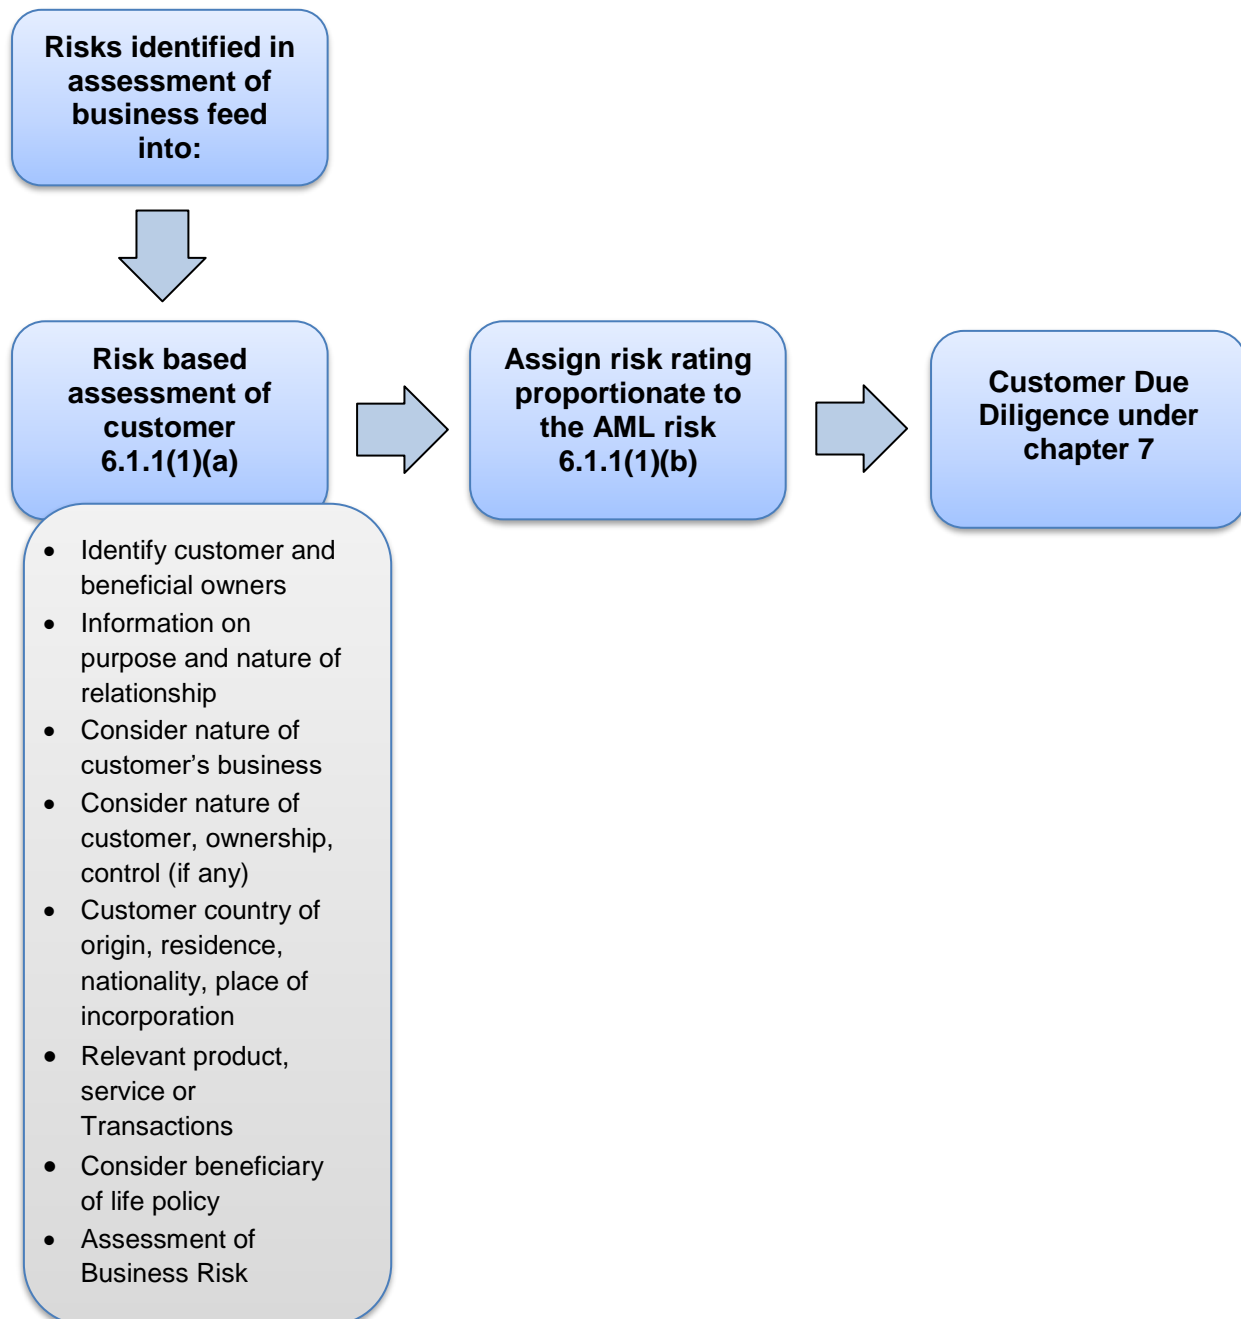 Risks identified in
assessment of
business feed
into:
Risk based
assessment of
customer
6.1.1(1)(a)
Assign risk rating
proportionate to
the AML risk
6.1.1(1)(b)
Customer Due
Diligence under
chapter 7
• Identify customer and
beneficial owners
• Information on
purpose and nature of
relationship
• Consider nature of
customer’s business
• Consider nature of
customer, ownership,
control (if any)
• Customer country of
origin, residence,
nationality, place of
incorporation
• Relevant product,
service or
Transactions
• Consider beneficiary
of life policy
• Assessment of
Business Risk